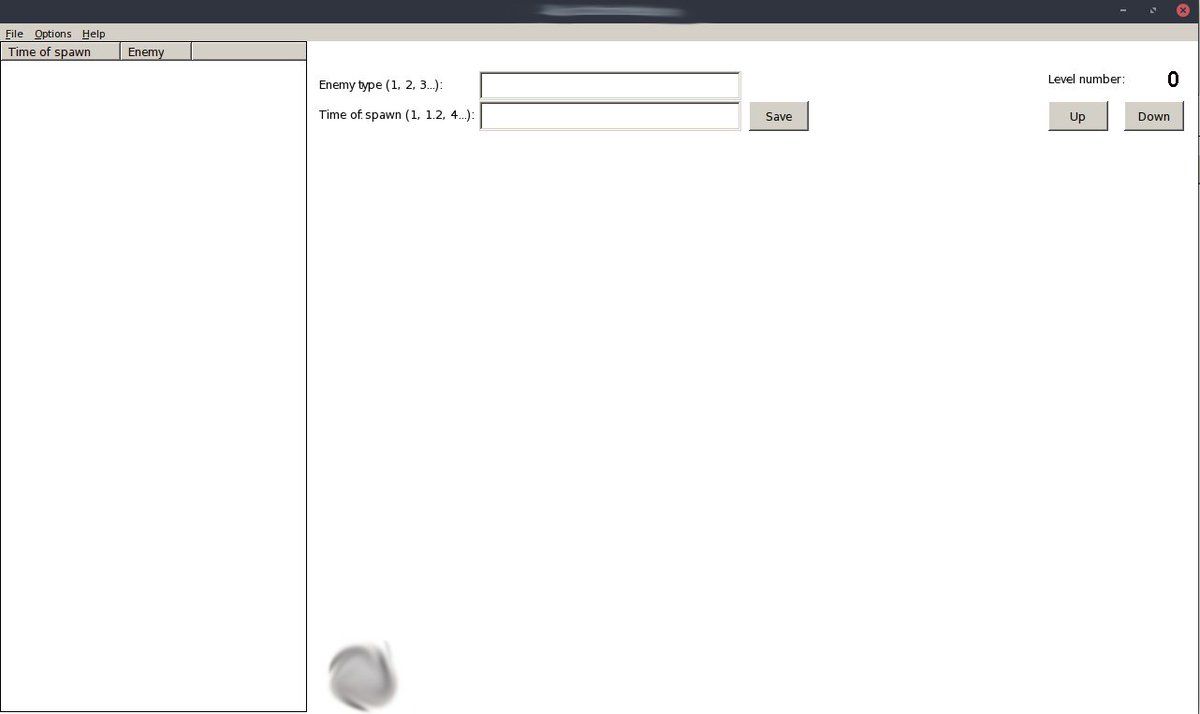 File Options Help
Time of spawn Enemy
Enemy type (1, 2, 3...):
Time of spawn (1, 1.2, 4...):
Save
Level number: 0
Up Down